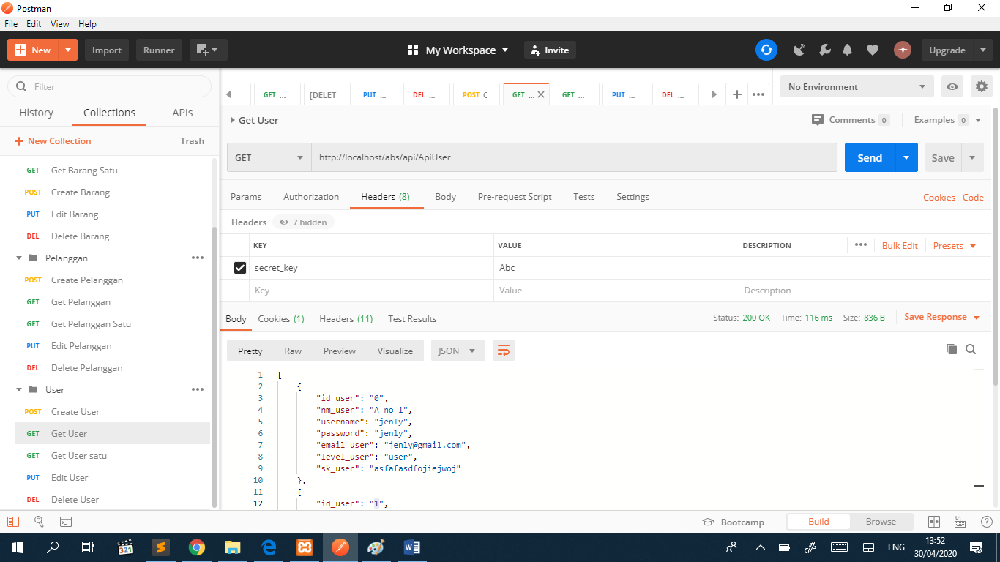 Postman
File Edit View Help
New Import Runner My Workspace Invite Upgrade
Filter
History Collections APIs
New Collection Trash
GET Get Barang Satu
POST Create Barang
PUT Edit Barang
DEL Delete Barang
Pelanggan
POST Create Pelanggan
GET Get Pelanggan
GET Get Pelanggan Satu
PUT Edit Pelanggan
DEL Delete Pelanggan
User
POST Create User
GET Get User
GET Get User satu
PUT Edit User
DEL Delete User
GET ... [DELETI PUT ... DEL ... POST C GET ... GET ... PUT ... DEL ...
No Environment
Get User
Comments 0 Examples 0
GET http://localhost/abs/api/ApiUser Send Save
Params Authorization Headers (8) Body Pre-request Script Tests Settings Cookies Code
Headers 7 hidden
KEY VALUE DESCRIPTION Bulk Edit Presets
secret_key Abc
Key Value Description
Body Cookies (1) Headers (11) Test Results Status: 200 OK Time: 116 ms Size: 836 B Save Response
Pretty Raw Preview Visualize JSON
1 [
2 {
3 "id_user": "0",
4 "nm_user": "A no 1",
5 "username": "jenly",
6 "password": "jenly",
7 "email_user": "jenly@gmail.com",
8 "level_user": "user",
9 "sk_user": "asfafasdfojiejwoj"
10 },
11 {
12 "id_user": "1",
Bootcamp Build Browse
321
ENG
13:52
30/04/2020